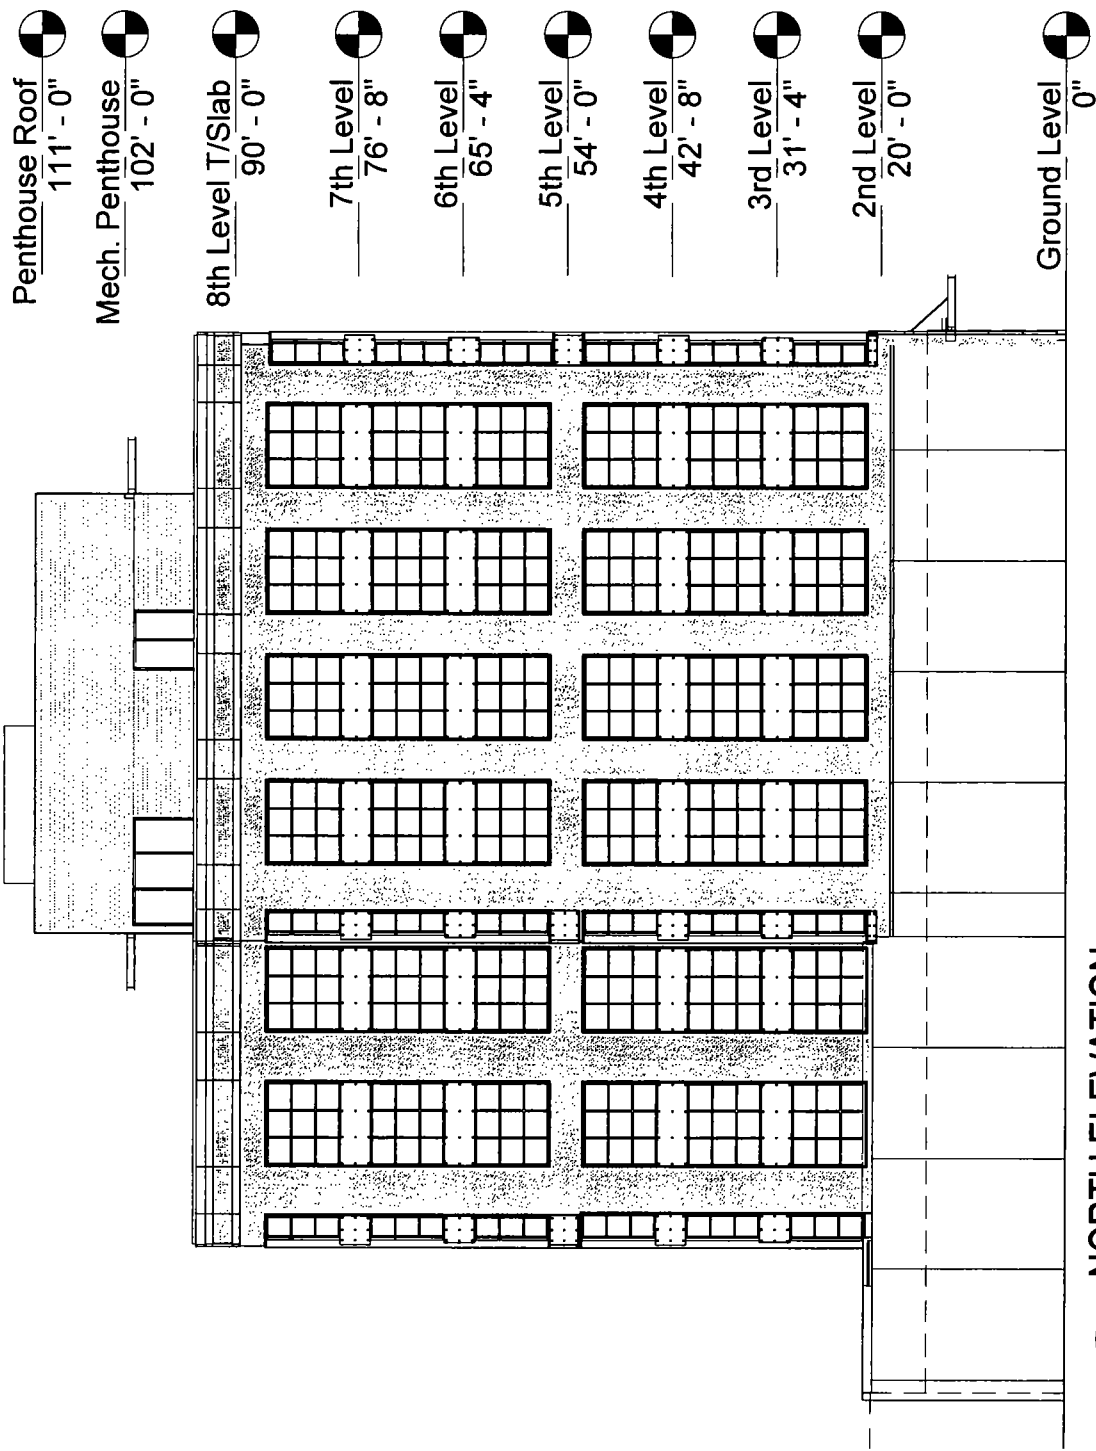 Penthouse Roof
111' - 0"
Mech. Penthouse
102' - 0"
8th Level T/Slab
90' - 0"
7th Level
76' - 8"
6th Level
65' - 4"
5th Level
54' - 0"
4th Level
42' - 8"
3rd Level
31' - 4"
2nd Level
20' - 0"
Ground Level
0"
NORTH ELEVATION